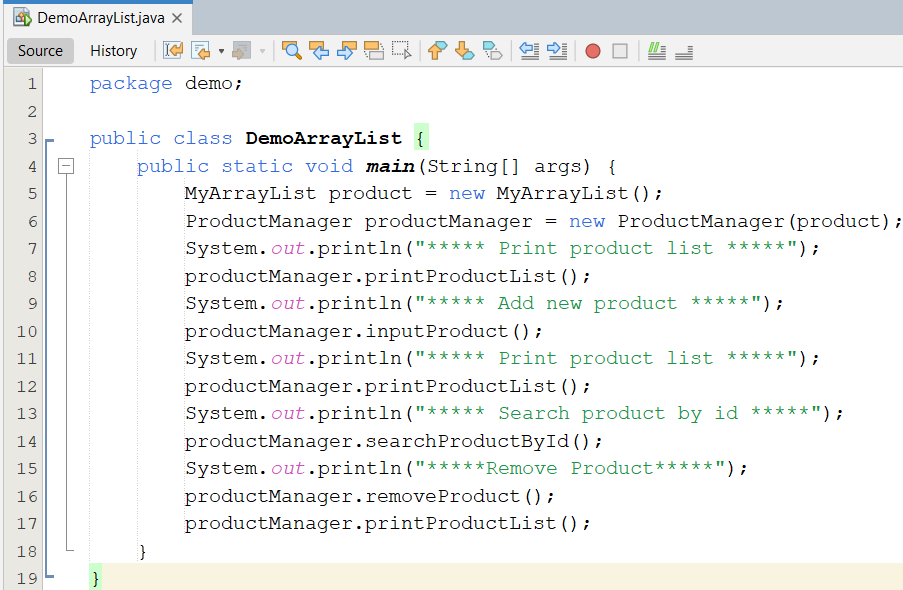 DemoArrayList.java
Source History
1 package demo;
2
3 public class DemoArrayList {
4 public static void main(String[] args) {
5 MyArrayList product = new MyArrayList();
6 ProductManager productManager = new ProductManager(product);
7 System.out.println("***** Print product list *****");
8 productManager.printProductList();
9 System.out.println("***** Add new product *****");
10 productManager.inputProduct();
11 System.out.println("***** Print product list *****");
12 productManager.printProductList();
13 System.out.println("***** Search product by id *****");
14 productManager.searchProductById();
15 System.out.println("*****Remove Product*****");
16 productManager.removeProduct();
17 productManager.printProductList();
18 }
19 }